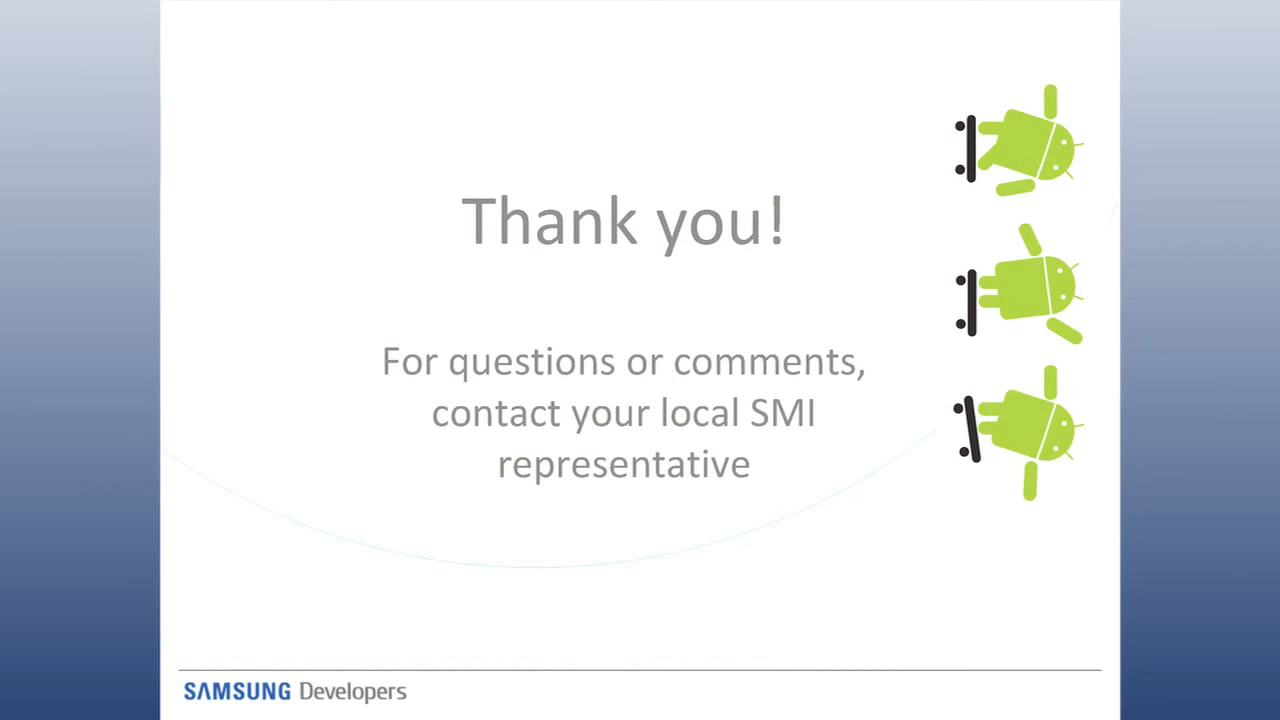 Thank you!
For questions or comments,
contact your local SMI
representative
SAMSUNG Developers